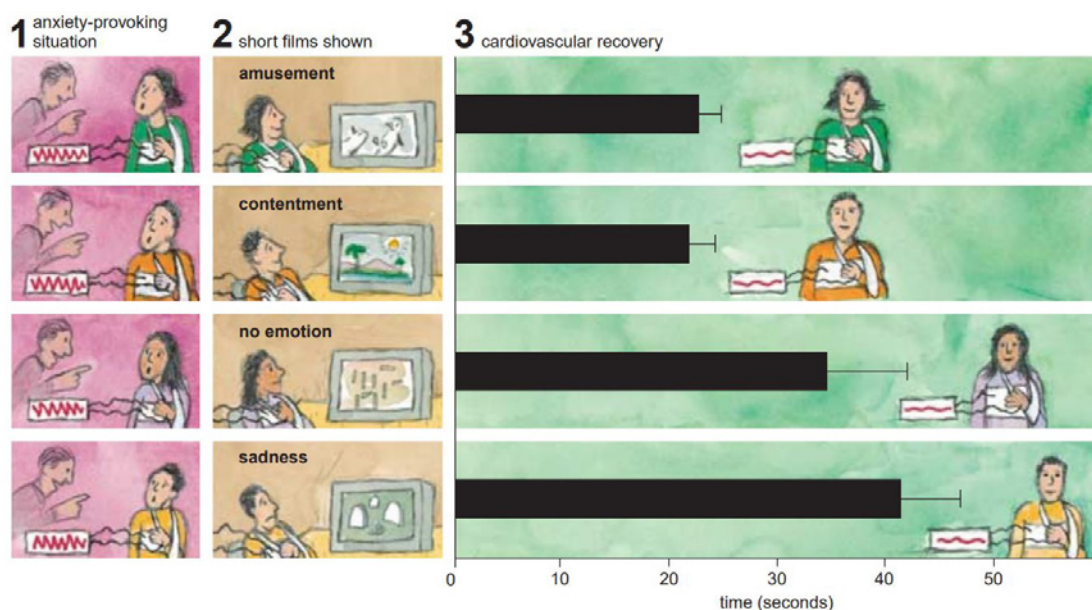 1 anxiety-provoking
situation
2 short films shown
3 cardiovascular recovery
amusement
contentment
no emotion
sadness
0 10 20 30 40 50
time (seconds)